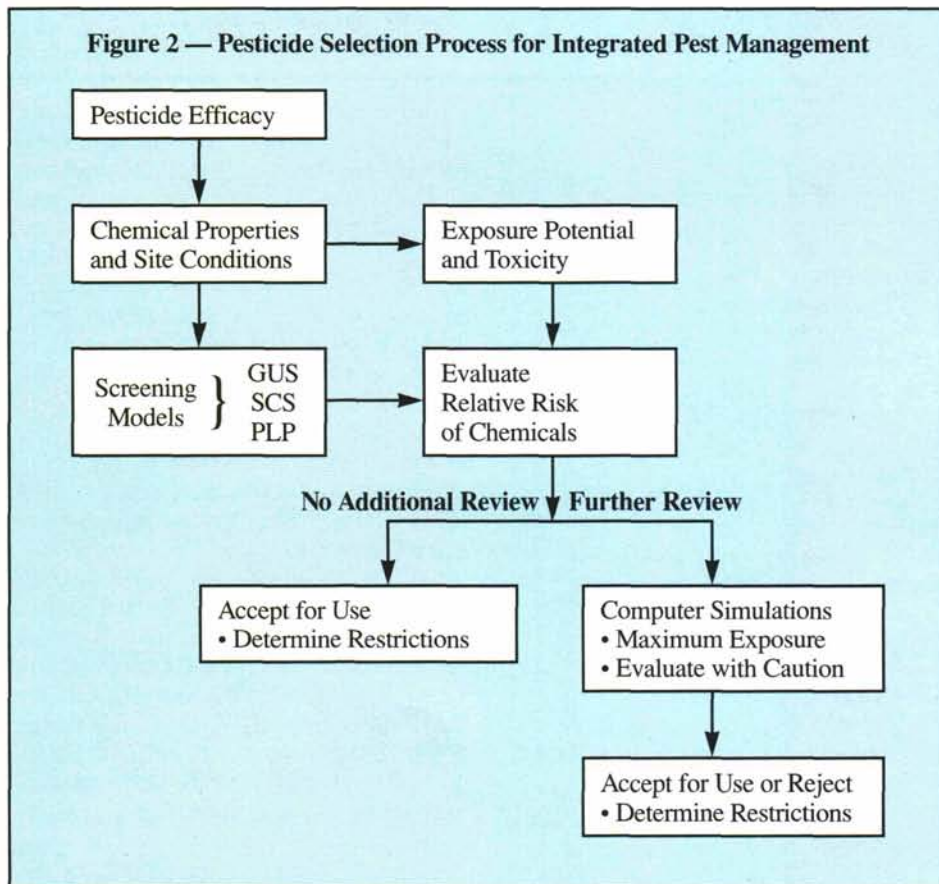 Figure 2 — Pesticide Selection Process for Integrated Pest Management
Pesticide Efficacy
Chemical Properties
and Site Conditions
Exposure Potential
and Toxicity
Screening
Models
}
GUS
SCS
PLP
Evaluate
Relative Risk
of Chemicals
No Additional Review
Further Review
Accept for Use
• Determine Restrictions
Computer Simulations
• Maximum Exposure
• Evaluate with Caution
Accept for Use or Reject
• Determine Restrictions